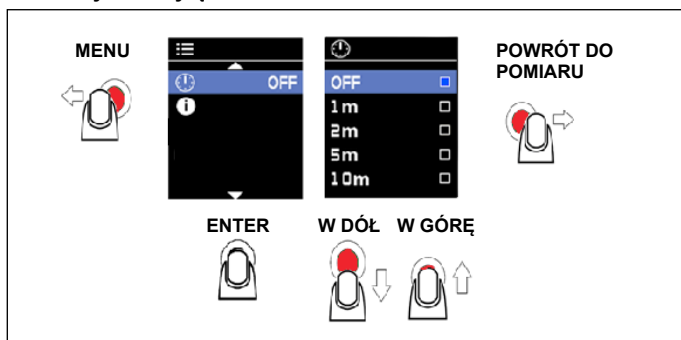 MENU
OFF
OFF
1m
2m
5m
10m
POWRÓT DO
POMIARU
ENTER
W DÓŁ
W GÓRĘ